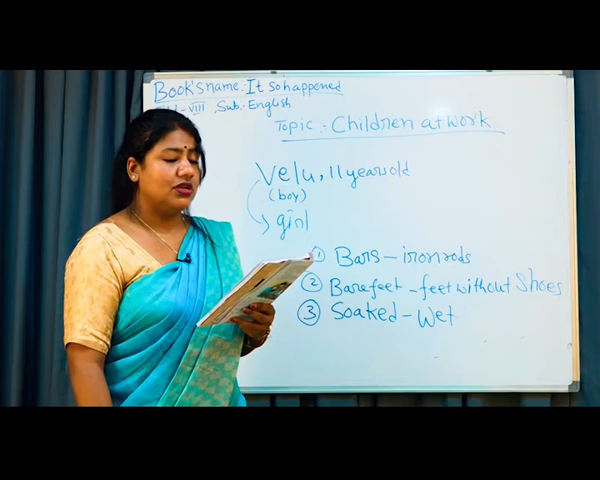 Book's name:- It so happened
VIII, Sub:- English
Topic:- Children at work
Velu, 11 years old
(boy)
girl
① Bars – iron rods
② Barefeet – feet without Shoes
③ Soaked – Wet